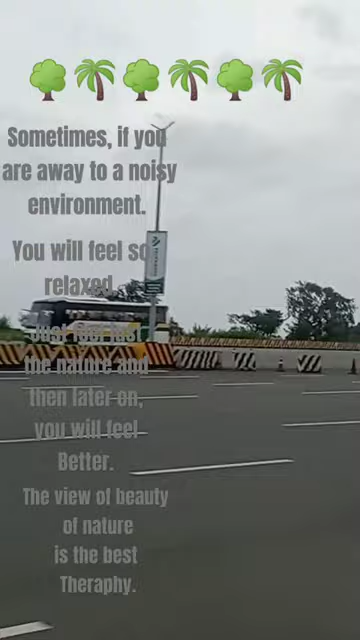 Sometimes, if you
are away to a noisy
environment.
You will feel so
relaxed
the nature and
then later on,
you will feel
Better.
The view of beauty
of nature
is the best
Theraphy.